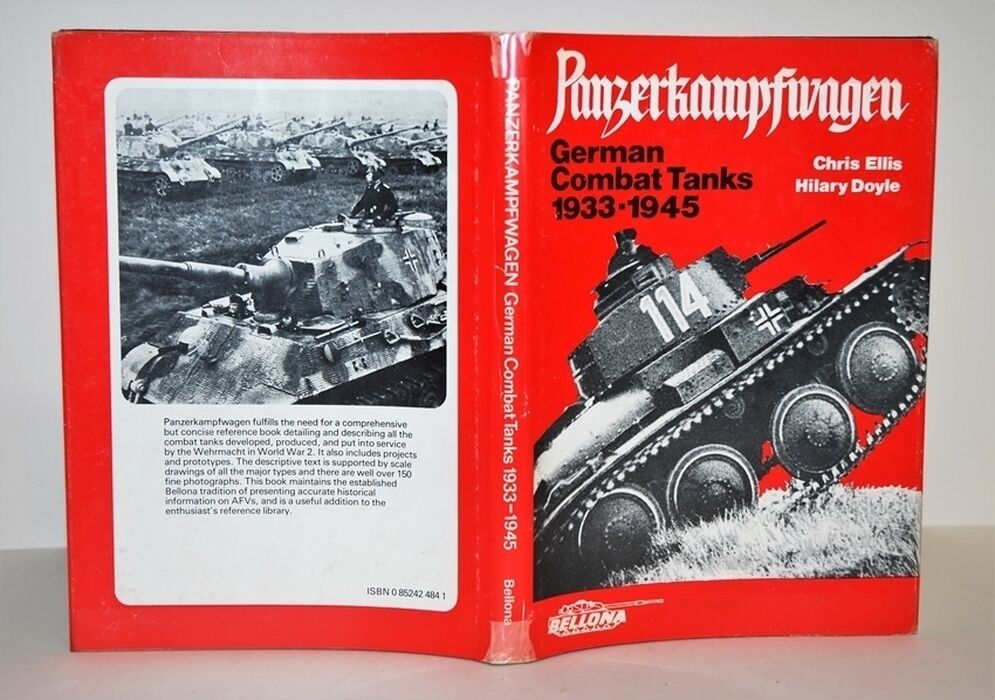 Panzerkampfwagen
German
Combat Tanks
1933-1945
Chris Ellis
Hilary Doyle
114
BELLONA
PANZERKAMPFWAGEN German Combat Tanks 1933-1945 Bellona
Panzerkampfwagen fulfills the need for a comprehensive
but concise reference book detailing and describing all the
combat tanks developed, produced, and put into service
by the Wehrmacht in World War 2. It also includes projects
and prototypes. The descriptive text is supported by scale
drawings of all the major types and there are well over 150
fine photographs. This book maintains the established
Bellona tradition of presenting accurate historical
information on AFVs, and is a useful addition to the
enthusiast's reference library.
ISBN 0 85242 484 1